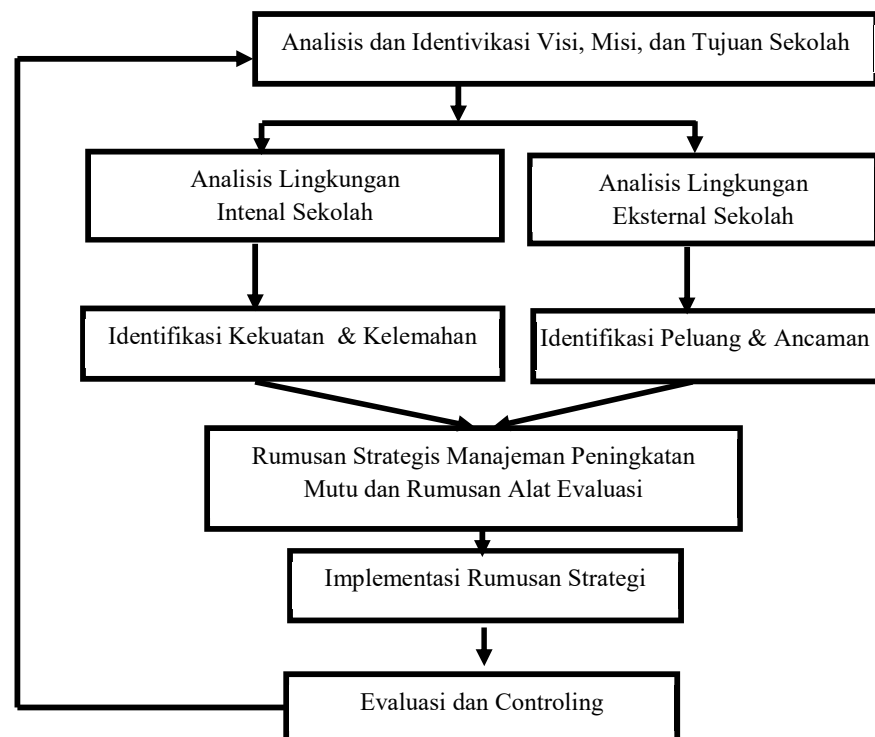 Analisis dan Identivikasi Visi, Misi, dan Tujuan Sekolah
Analisis Lingkungan
Intenal Sekolah
Analisis Lingkungan
Eksternal Sekolah
Identifikasi Kekuatan & Kelemahan
Identifikasi Peluang & Ancaman
Rumusan Strategis Manajeman Peningkatan
Mutu dan Rumusan Alat Evaluasi
Implementasi Rumusan Strategi
Evaluasi dan Controling